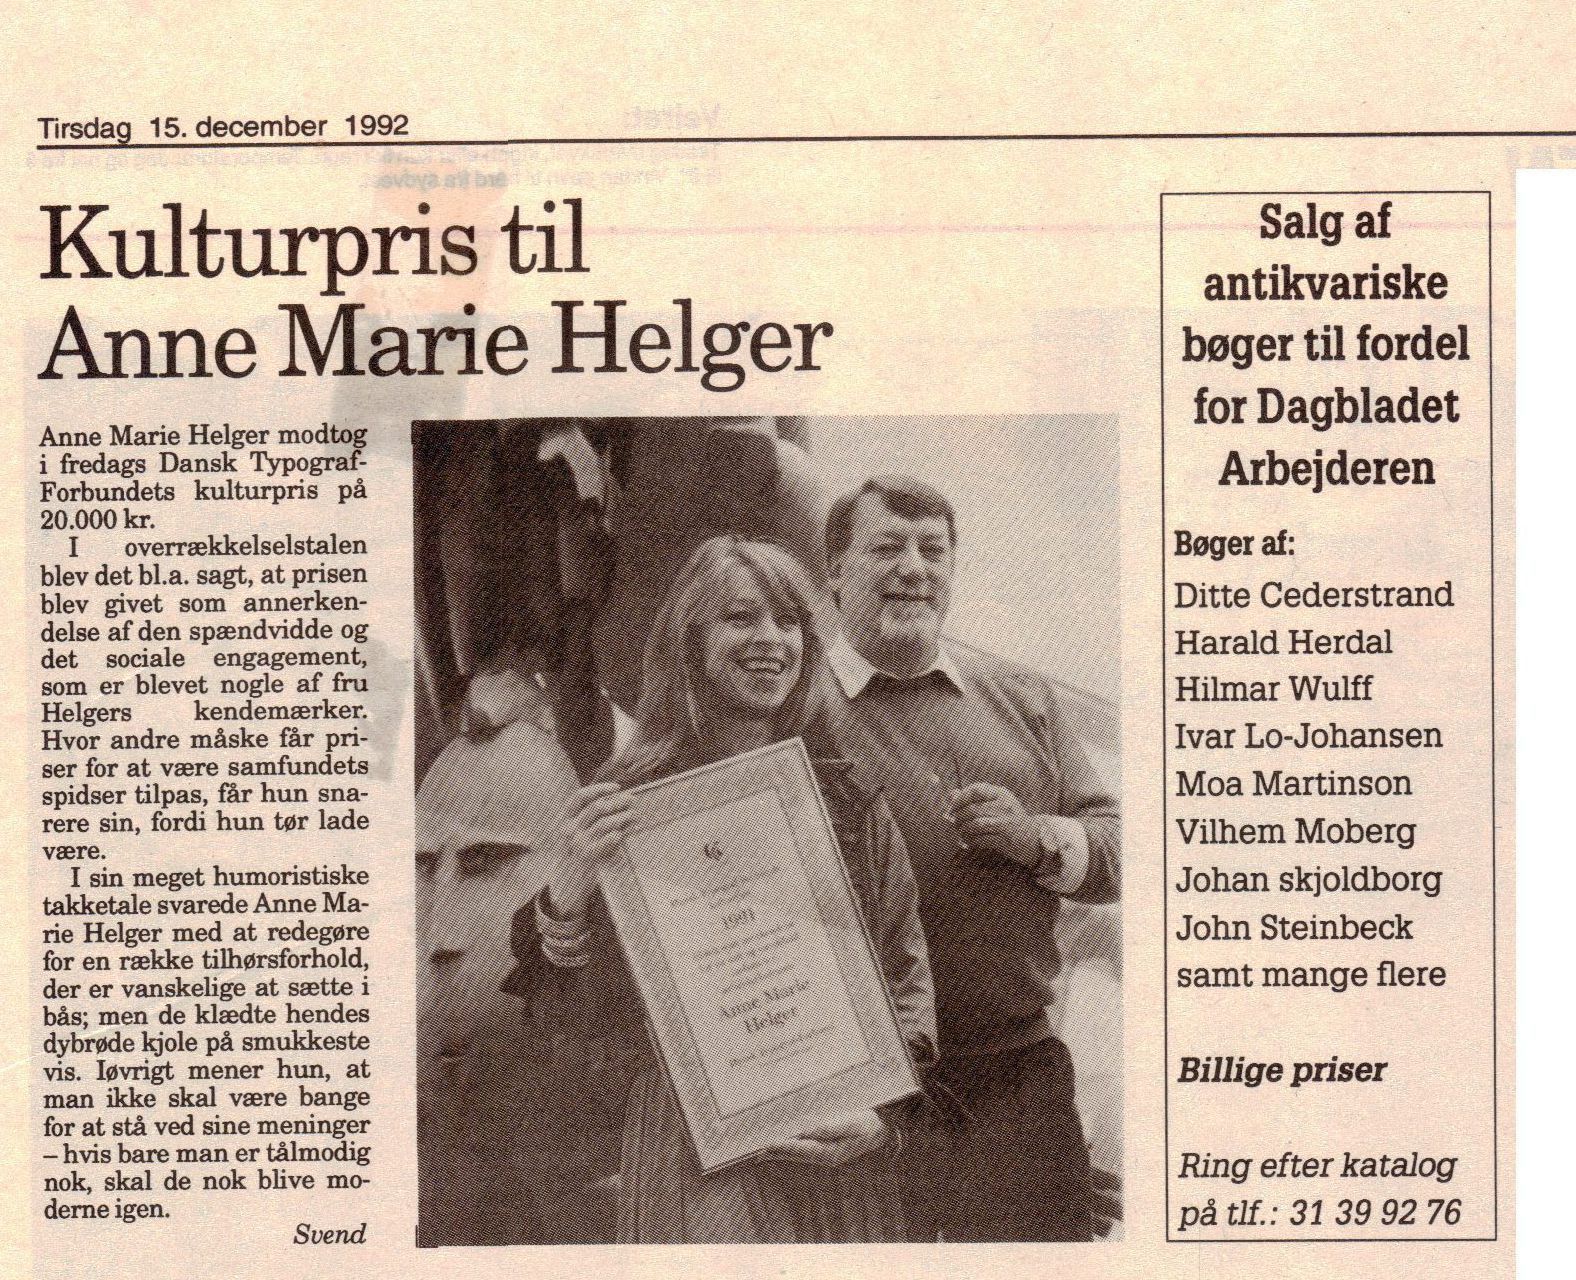 Tirsdag 15. december 1992
Kulturpris til
Anne Marie Helger
Anne Marie Helger modtog
i fredags Dansk Typograf-
Forbundets kulturpris på
20.000 kr.
I overrækkelselstalen
blev det bl.a. sagt, at prisen
blev givet som annerken-
delse af den spændvidde og
det sociale engagement,
som er blevet nogle af fru
Helgers kendemærker.
Hvor andre måske får pri-
ser for at være samfundets
spidser tilpas, får hun sna-
rere sin, fordi hun tør lade
være.
I sin meget humoristiske
takketale svarede Anne Ma-
rie Helger med at redegøre
for en række tilhørsforhold,
der er vanskelige at sætte i
bås; men de klædte hendes
dybrøde kjole på smukkeste
vis. Iøvrigt mener hun, at
man ikke skal være bange
for at stå ved sine meninger
– hvis bare man er tålmodig
nok, skal de nok blive mo-
derne igen.
Svend
1991
Anne Marie
Helger
Salg af
antikvariske
bøger til fordel
for Dagbladet
Arbejderen
Bøger af:
Ditte Cederstrand
Harald Herdal
Hilmar Wulff
Ivar Lo-Johansen
Moa Martinson
Vilhem Moberg
Johan skjoldborg
John Steinbeck
samt mange flere
Billige priser
Ring efter katalog
på tlf.: 31 39 92 76